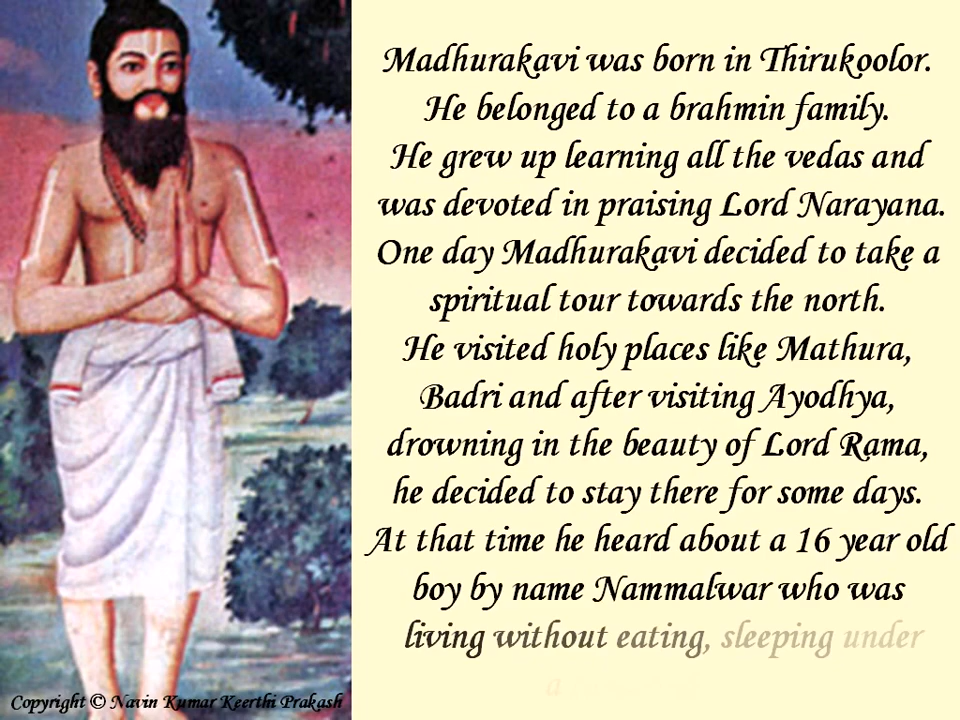 Madhurakavi was born in Thirukoolor.
He belonged to a brahmin family.
He grew up learning all the vedas and
was devoted in praising Lord Narayana.
One day Madhurakavi decided to take a
spiritual tour towards the north.
He visited holy places like Mathura,
Badri and after visiting Ayodhya,
drowning in the beauty of Lord Rama,
he decided to stay there for some days.
At that time he heard about a 16 year old
boy by name Nammalwar who was
living without eating, sleeping under
a
Copyright © Navin Kumar Keerthi Prakash